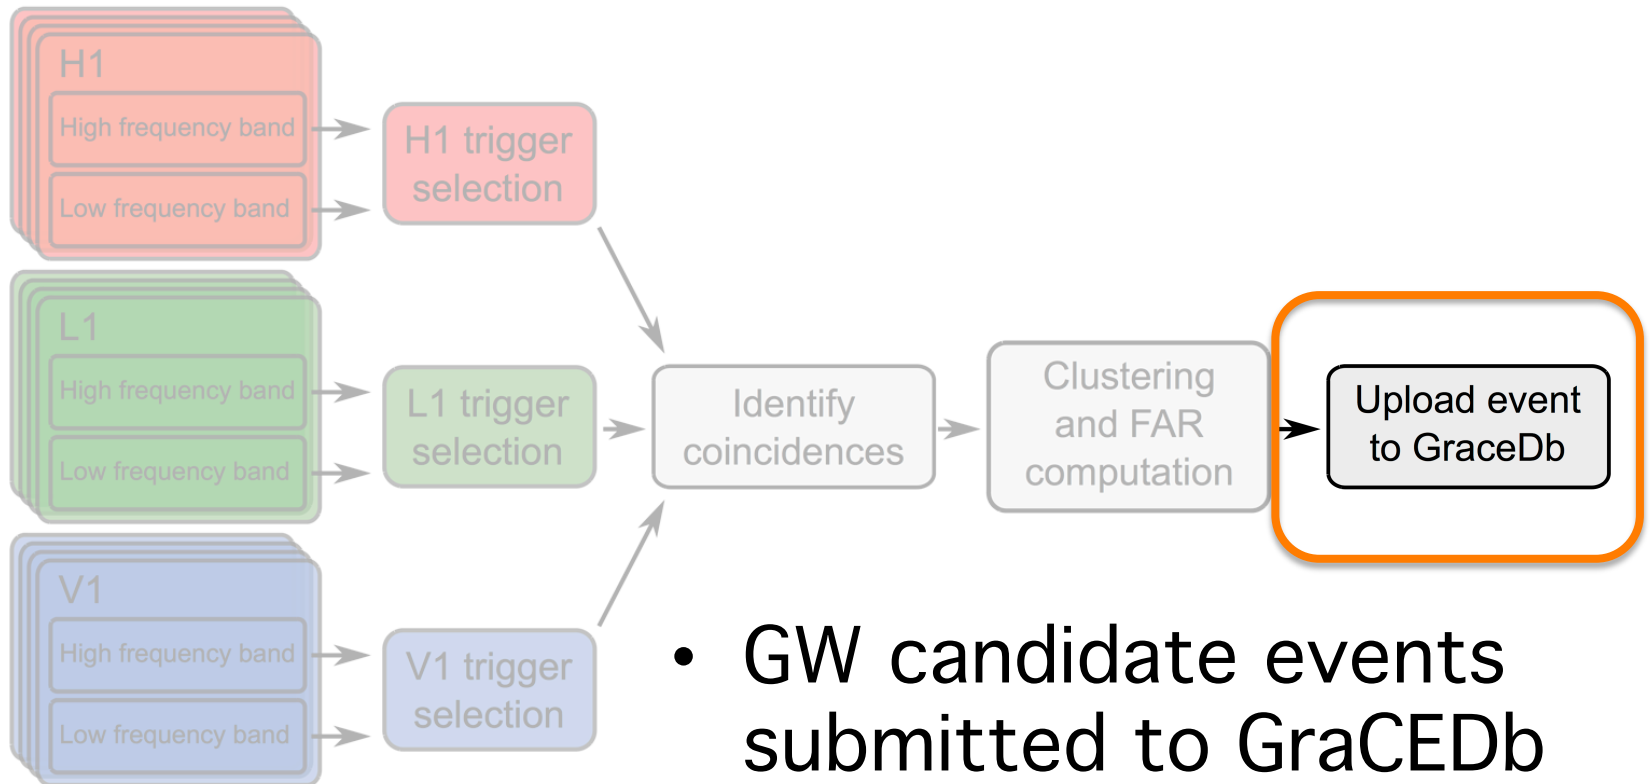 H1
High frequency band
Low frequency band
H1 trigger
selection
L1
High frequency band
Low frequency band
L1 trigger
selection
V1
High frequency band
Low frequency band
V1 trigger
selection
Identify
coincidences
Clustering
and FAR
computation
Upload event
to GraceDb
• GW candidate events
submitted to GraCEDb